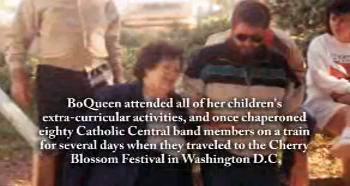 BoQueen attended all of her children's
extra-curricular activities, and once chaperoned
eighty Catholic Central band members on a train
for several days when they traveled to the Cherry
Blossom Festival in Washington D.C.